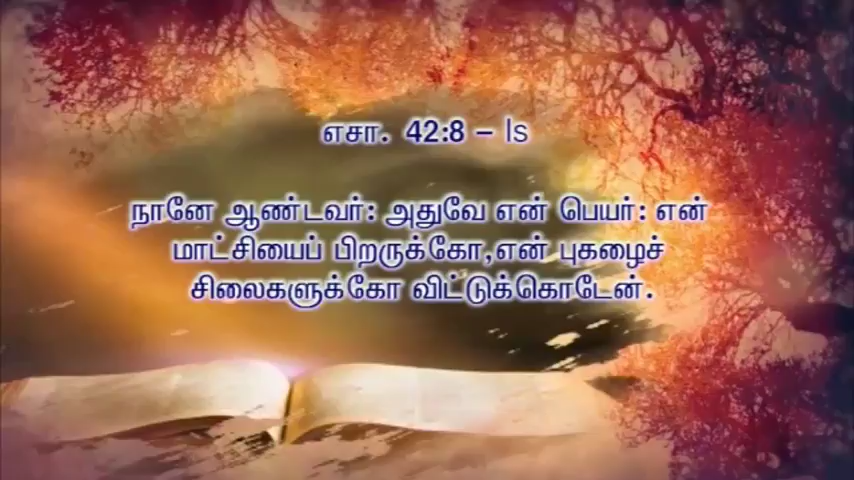 எசா. 42:8 – Is
நானே ஆண்டவர்: அதுவே என் பெயர்: என்
மாட்சியைப் பிறருக்கோ,என் புகழைச்
சிலைகளுக்கோ விட்டுக்கொடேன்.